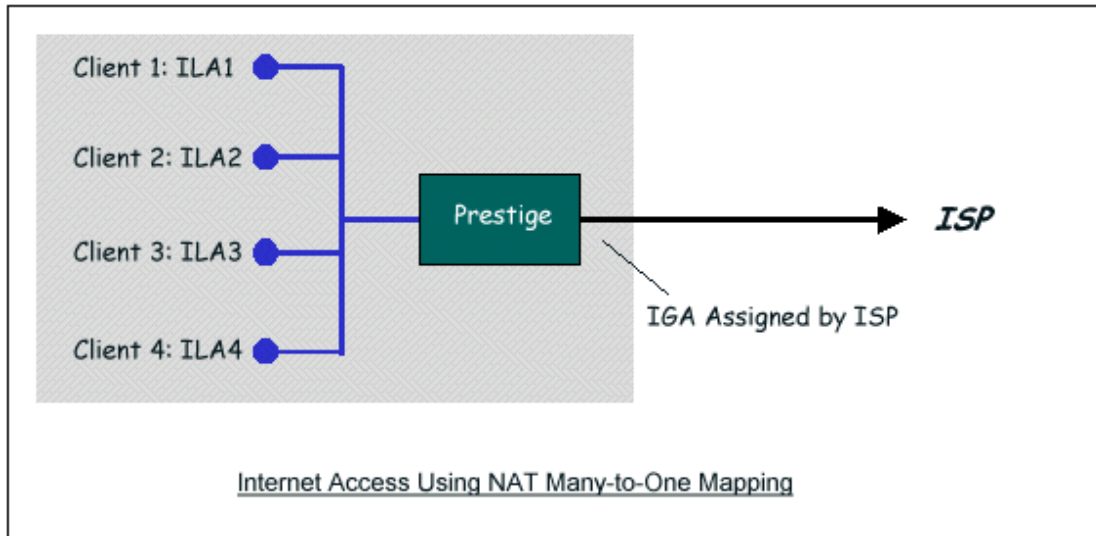 Client 1: ILA1
Client 2: ILA2
Prestige
ISP
Client 3: ILA3
IGA Assigned by ISP
Client 4: ILA4
Internet Access Using NAT Many-to-One Mapping